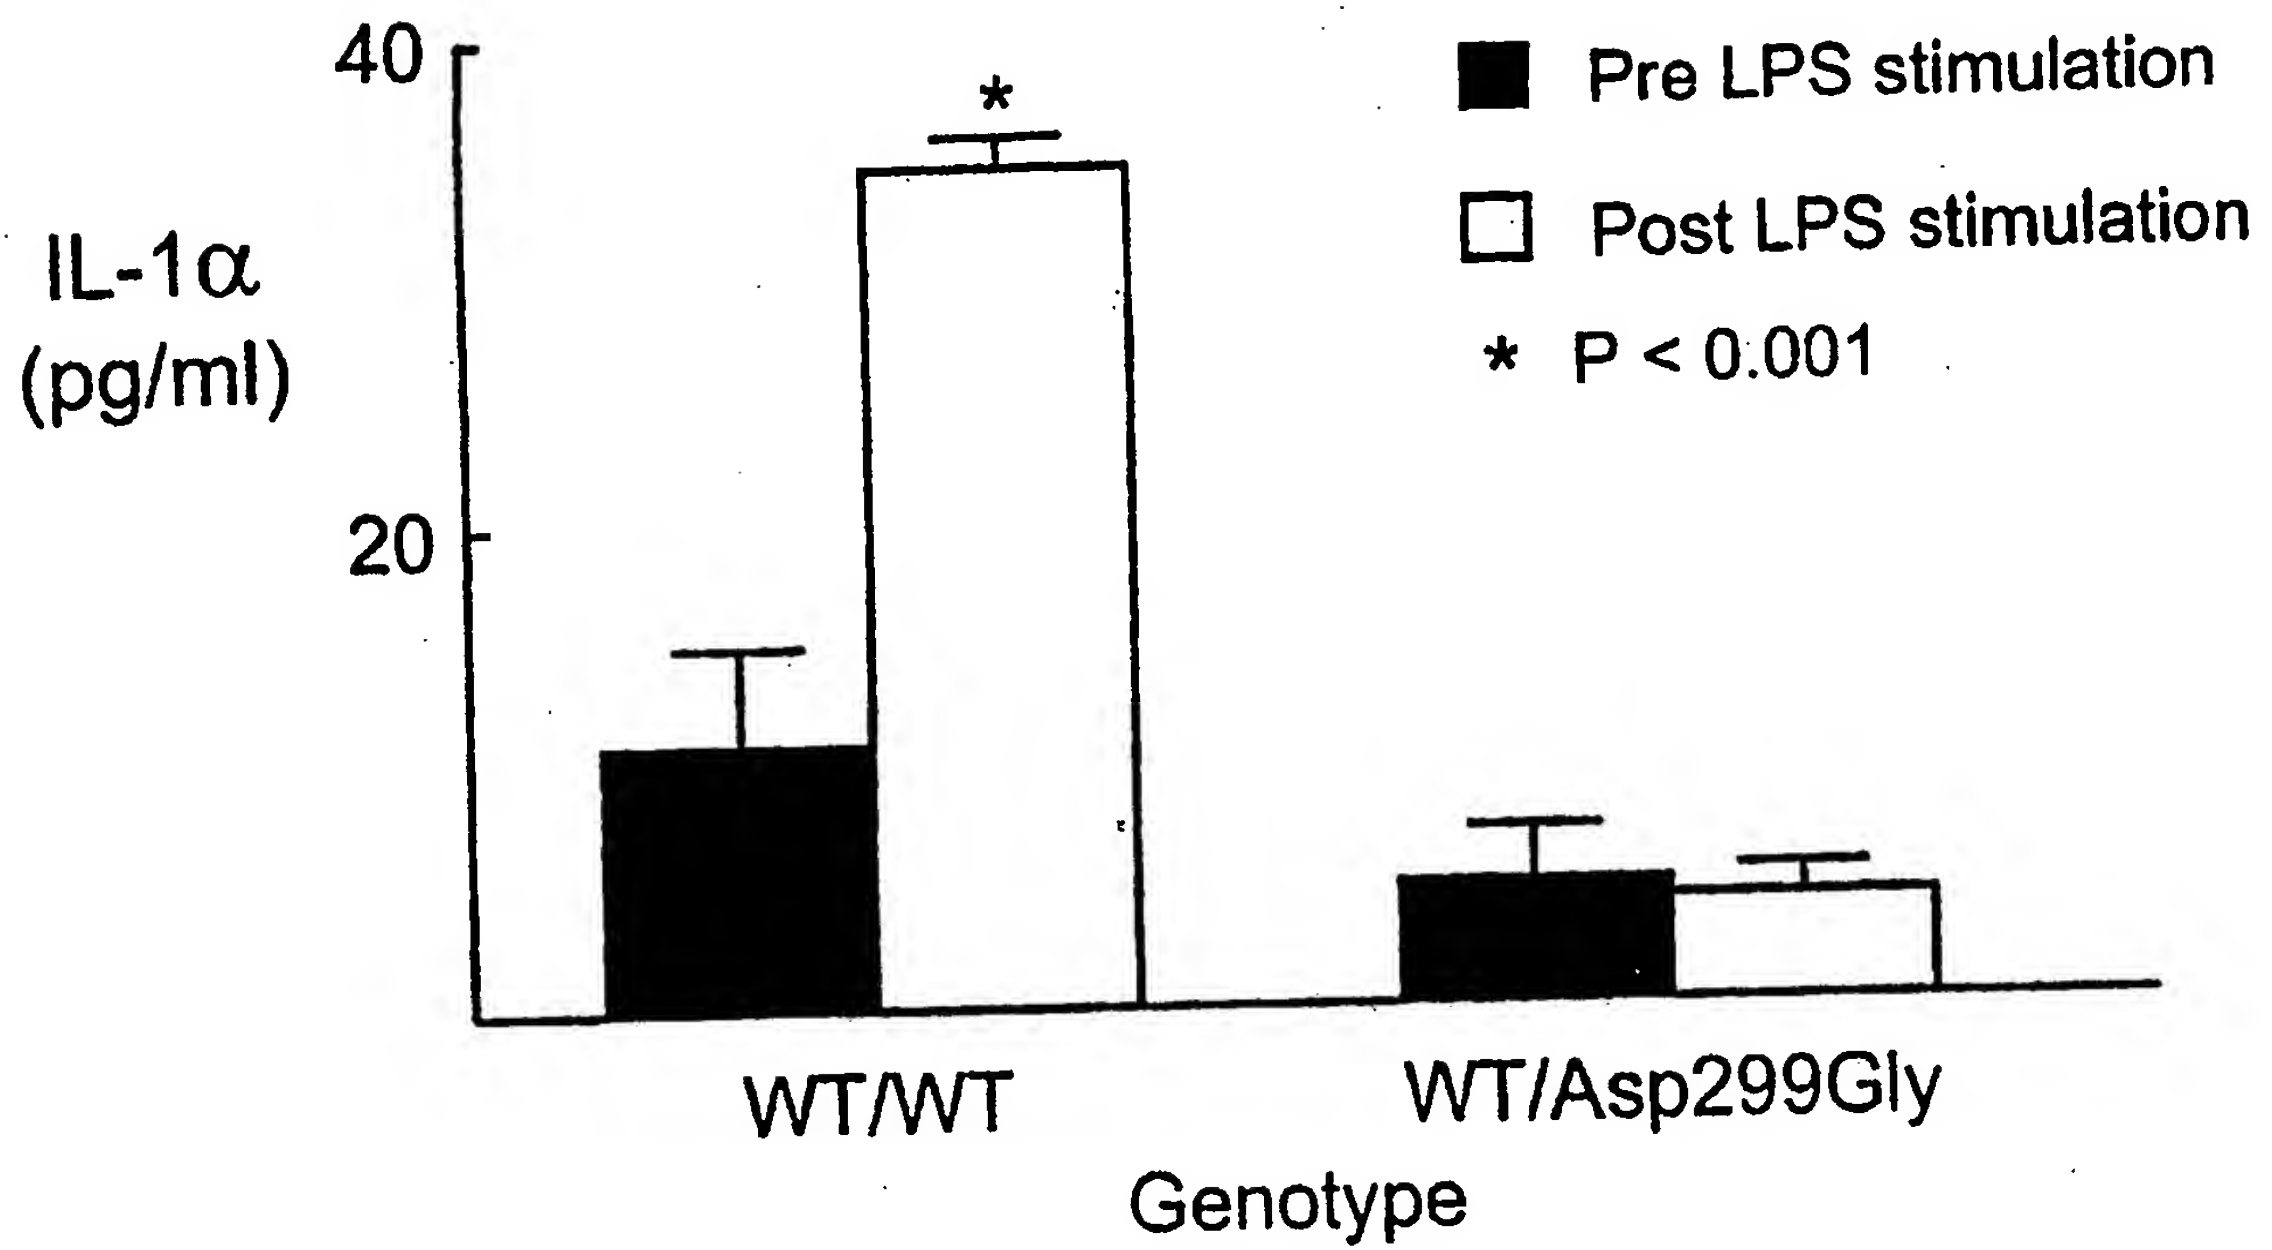 40
20
IL-1α
(pg/ml)
*
Pre LPS stimulation
Post LPS stimulation
* P < 0.001
WT/WT
WT/Asp299Gly
Genotype